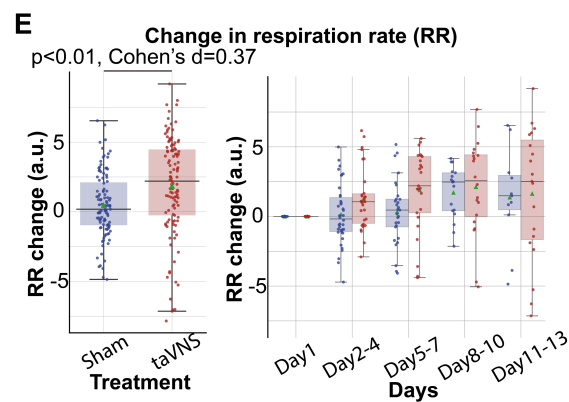 E
Change in respiration rate (RR)
p<0.01, Cohen's d=0.37
RR change (a.u.)
5
0
-5
Sham
taVNS
Treatment
RR change (a.u.)
5
0
-5
Day1
Day2-4
Day5-7
Day8-10
Day11-13
Days